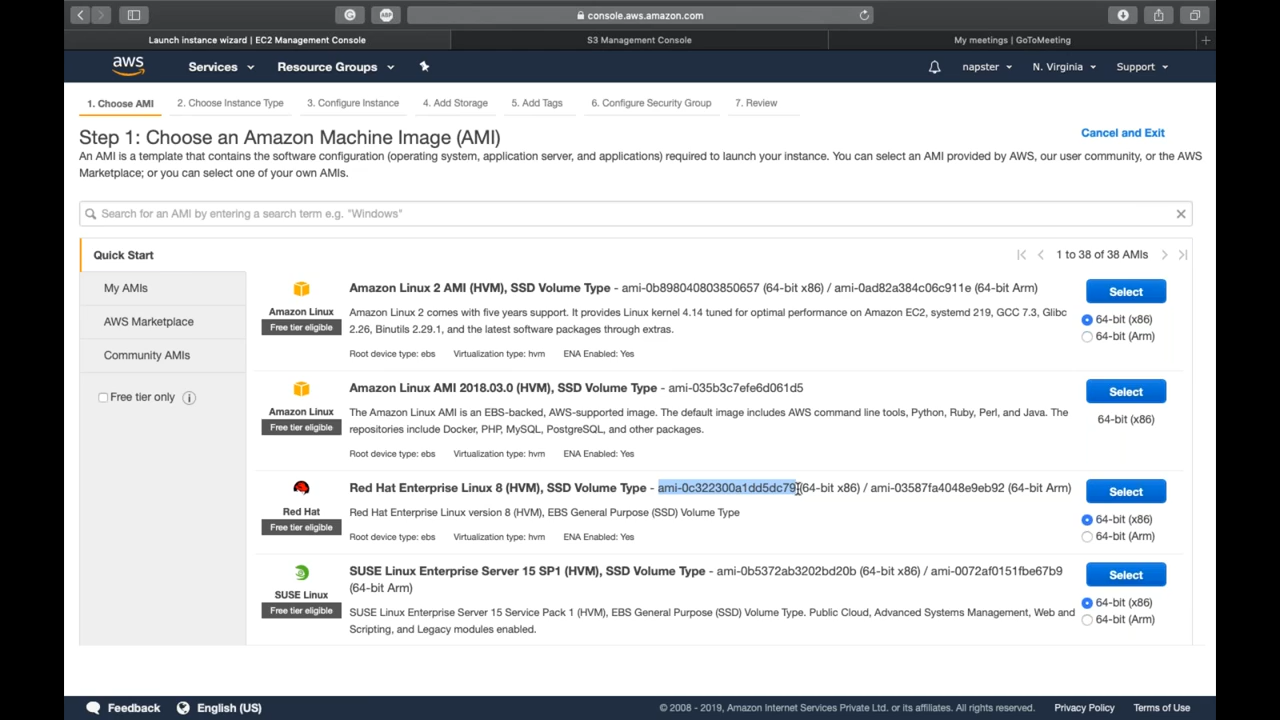 console.aws.amazon.com
Launch instance wizard | EC2 Management Console
S3 Management Console
My meetings | GoToMeeting
aws
Services
Resource Groups
napster
N. Virginia
Support
1. Choose AMI
2. Choose Instance Type
3. Configure Instance
4. Add Storage
5. Add Tags
6. Configure Security Group
7. Review
Step 1: Choose an Amazon Machine Image (AMI)
Cancel and Exit
An AMI is a template that contains the software configuration (operating system, application server, and applications) required to launch your instance. You can select an AMI provided by AWS, our user community, or the AWS
Marketplace; or you can select one of your own AMIs.
Search for an AMI by entering a search term e.g. "Windows"
Quick Start
1 to 38 of 38 AMIs
My AMIs
AWS Marketplace
Community AMIs
Free tier only
Amazon Linux
Free tier eligible
Amazon Linux 2 AMI (HVM), SSD Volume Type - ami-0b898040803850657 (64-bit x86) / ami-0ad82a384c06c911e (64-bit Arm)
Amazon Linux 2 comes with five years support. It provides Linux kernel 4.14 tuned for optimal performance on Amazon EC2, systemd 219, GCC 7.3, Glibc
2.26, Binutils 2.29.1, and the latest software packages through extras.
Root device type: ebs Virtualization type: hvm ENA Enabled: Yes
Select
64-bit (x86)
64-bit (Arm)
Amazon Linux
Free tier eligible
Amazon Linux AMI 2018.03.0 (HVM), SSD Volume Type - ami-035b3c7efe6d061d5
The Amazon Linux AMI is an EBS-backed, AWS-supported image. The default image includes AWS command line tools, Python, Ruby, Perl, and Java. The
repositories include Docker, PHP, MySQL, PostgreSQL, and other packages.
Root device type: ebs Virtualization type: hvm ENA Enabled: Yes
Select
64-bit (x86)
Red Hat
Free tier eligible
Red Hat Enterprise Linux 8 (HVM), SSD Volume Type - ami-0c322300a1dd5dc79 (64-bit x86) / ami-03587fa4048e9eb92 (64-bit Arm)
Red Hat Enterprise Linux version 8 (HVM), EBS General Purpose (SSD) Volume Type
Root device type: ebs Virtualization type: hvm ENA Enabled: Yes
Select
64-bit (x86)
64-bit (Arm)
SUSE Linux
Free tier eligible
SUSE Linux Enterprise Server 15 SP1 (HVM), SSD Volume Type - ami-0b5372ab3202bd20b (64-bit x86) / ami-0072af0151fbe67b9
(64-bit Arm)
SUSE Linux Enterprise Server 15 Service Pack 1 (HVM), EBS General Purpose (SSD) Volume Type. Public Cloud, Advanced Systems Management, Web and
Scripting, and Legacy modules enabled.
Select
64-bit (x86)
64-bit (Arm)
Feedback
English (US)
© 2008 - 2019, Amazon Internet Services Private Ltd. or its affiliates. All rights reserved.
Privacy Policy
Terms of Use